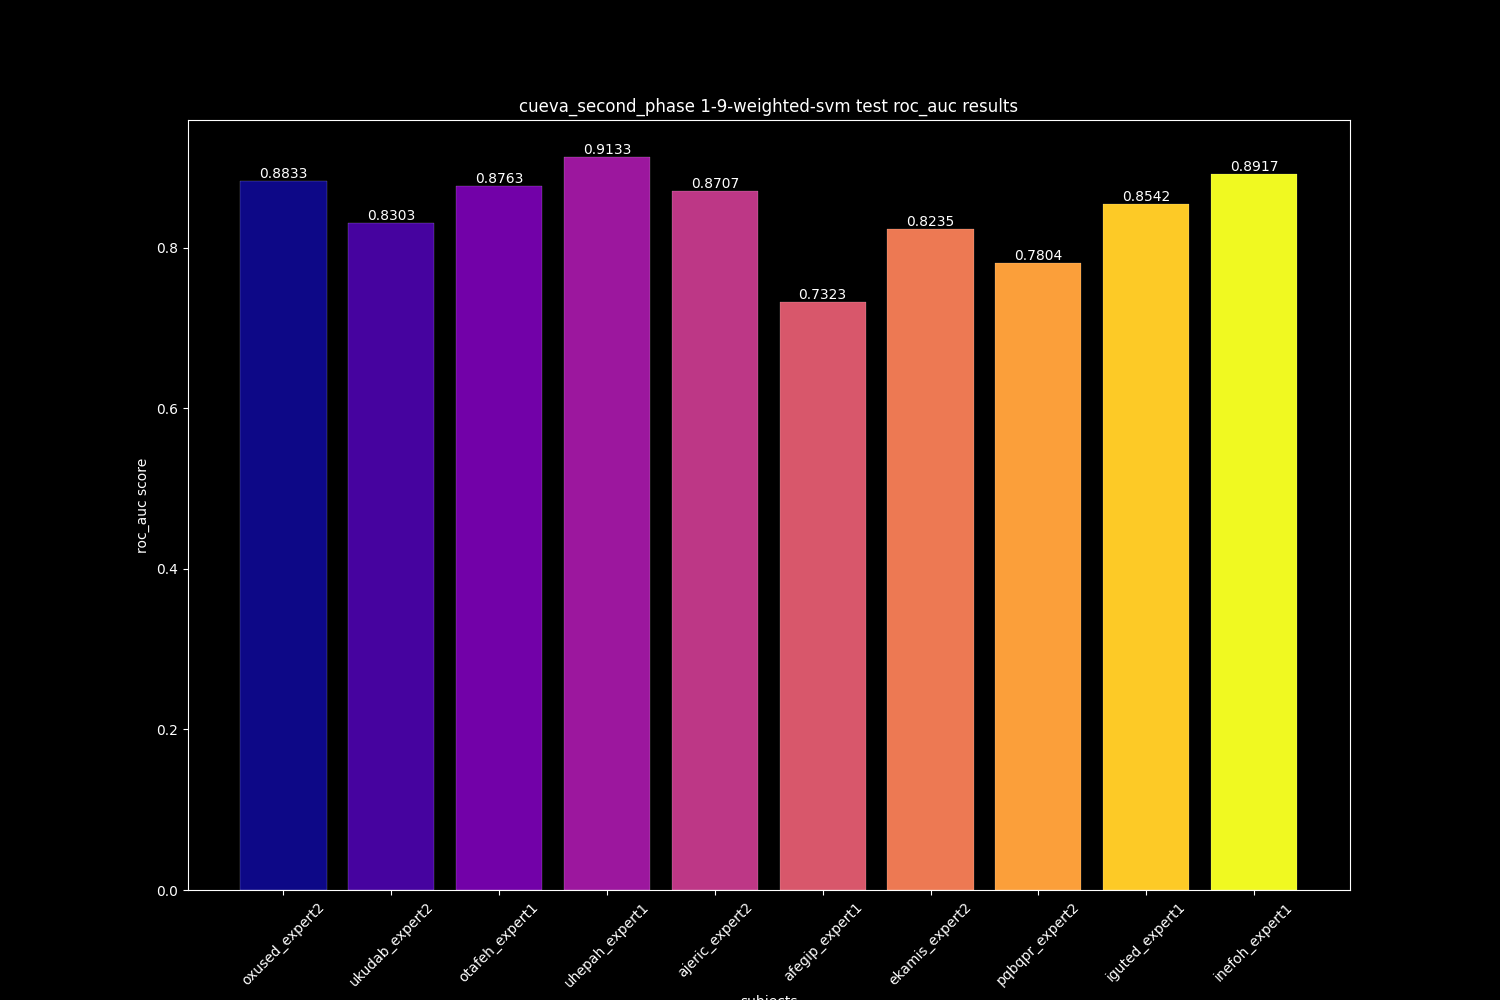 cueva_second_phase 1-9-weighted-svm test roc_auc results
0.8833
0.8303
0.8763
0.9133
0.8707
0.7323
0.8235
0.7804
0.8542
0.8917
0.8
0.6
0.4
0.2
0.0
roc_auc score
oxused_expert2
ukudab_expert2
otafeh_expert1
uhepah_expert1
ajeric_expert2
afegip_expert1
ekamis_expert2
pqbqpr_expert2
iguted_expert1
inefoh_expert1
subjects